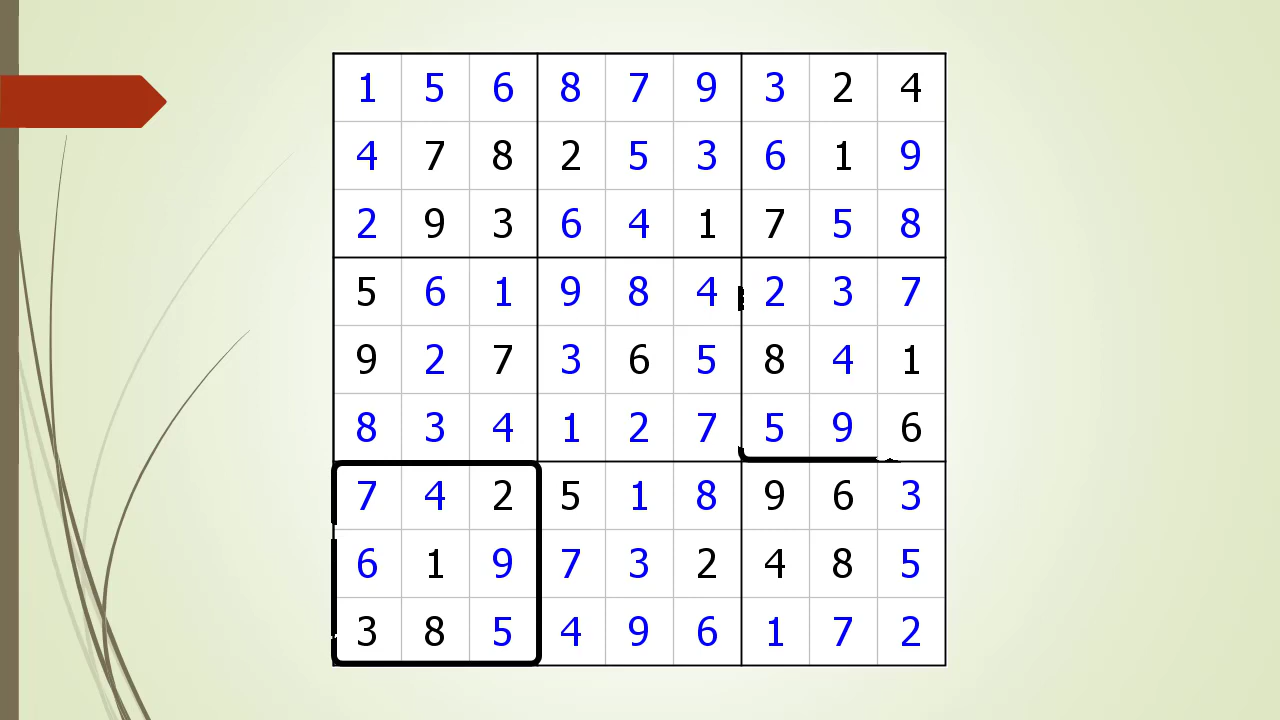 1 5 6 8 7 9 3 2 4
4 7 8 2 5 3 6 1 9
2 9 3 6 4 1 7 5 8
5 6 1 9 8 4 2 3 7
9 2 7 3 6 5 8 4 1
8 3 4 1 2 7 5 9 6
7 4 2 5 1 8 9 6 3
6 1 9 7 3 2 4 8 5
3 8 5 4 9 6 1 7 2